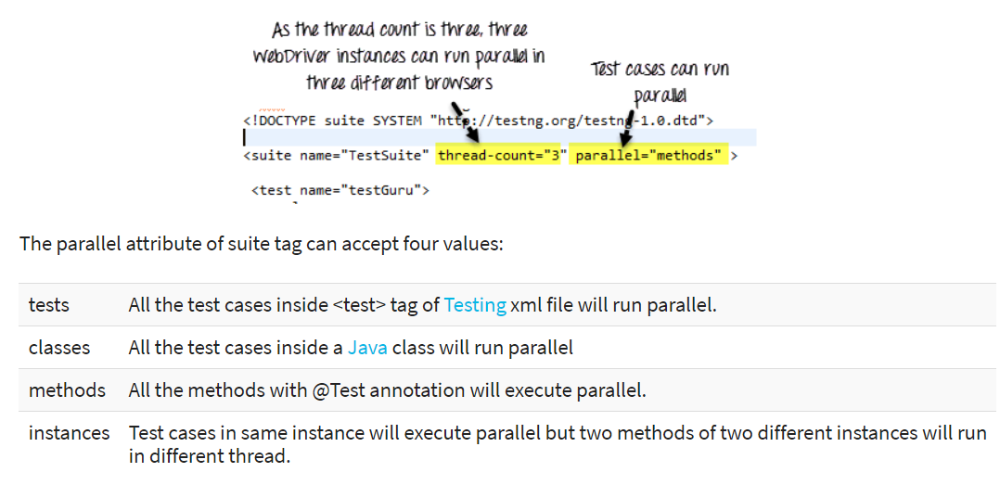 As the thread count is three, three
WebDriver instances can run parallel in
three different browsers
Test cases can run
parallel
<!DOCTYPE suite SYSTEM "http://testng.org/testng-1.0.dtd">
<suite name="TestSuite" thread-count="3" parallel="methods" >
<test name="testGuru">
The parallel attribute of suite tag can accept four values:
tests All the test cases inside <test> tag of Testing xml file will run parallel.
classes All the test cases inside a Java class will run parallel
methods All the methods with @Test annotation will execute parallel.
instances Test cases in same instance will execute parallel but two methods of two different instances will run
in different thread.